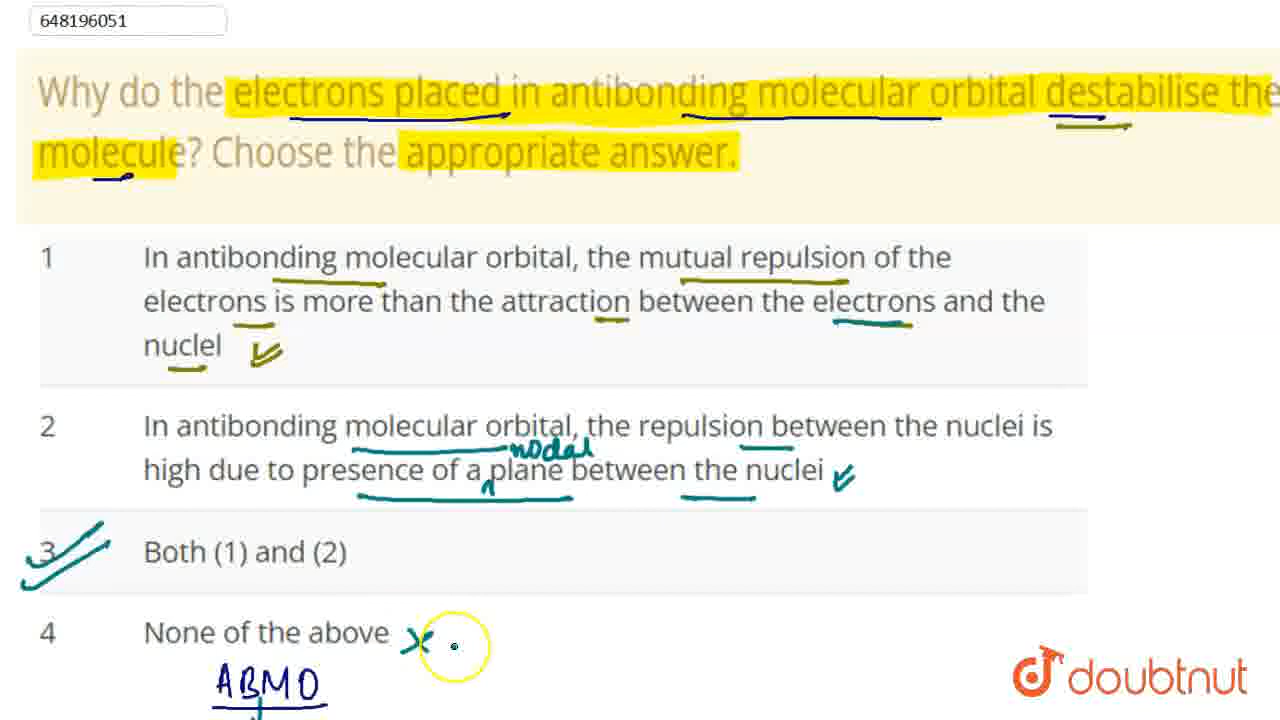 648196051
Why do the electrons placed in antibonding molecular orbital destabilise the
molecule? Choose the appropriate answer.
1 In antibonding molecular orbital, the mutual repulsion of the
electrons is more than the attraction between the electrons and the
nuclel
2 In antibonding molecular orbital, the repulsion between the nuclei is
nodal
high due to presence of a plane between the nuclei
3 Both (1) and (2)
4 None of the above
ABMO
doubtnut